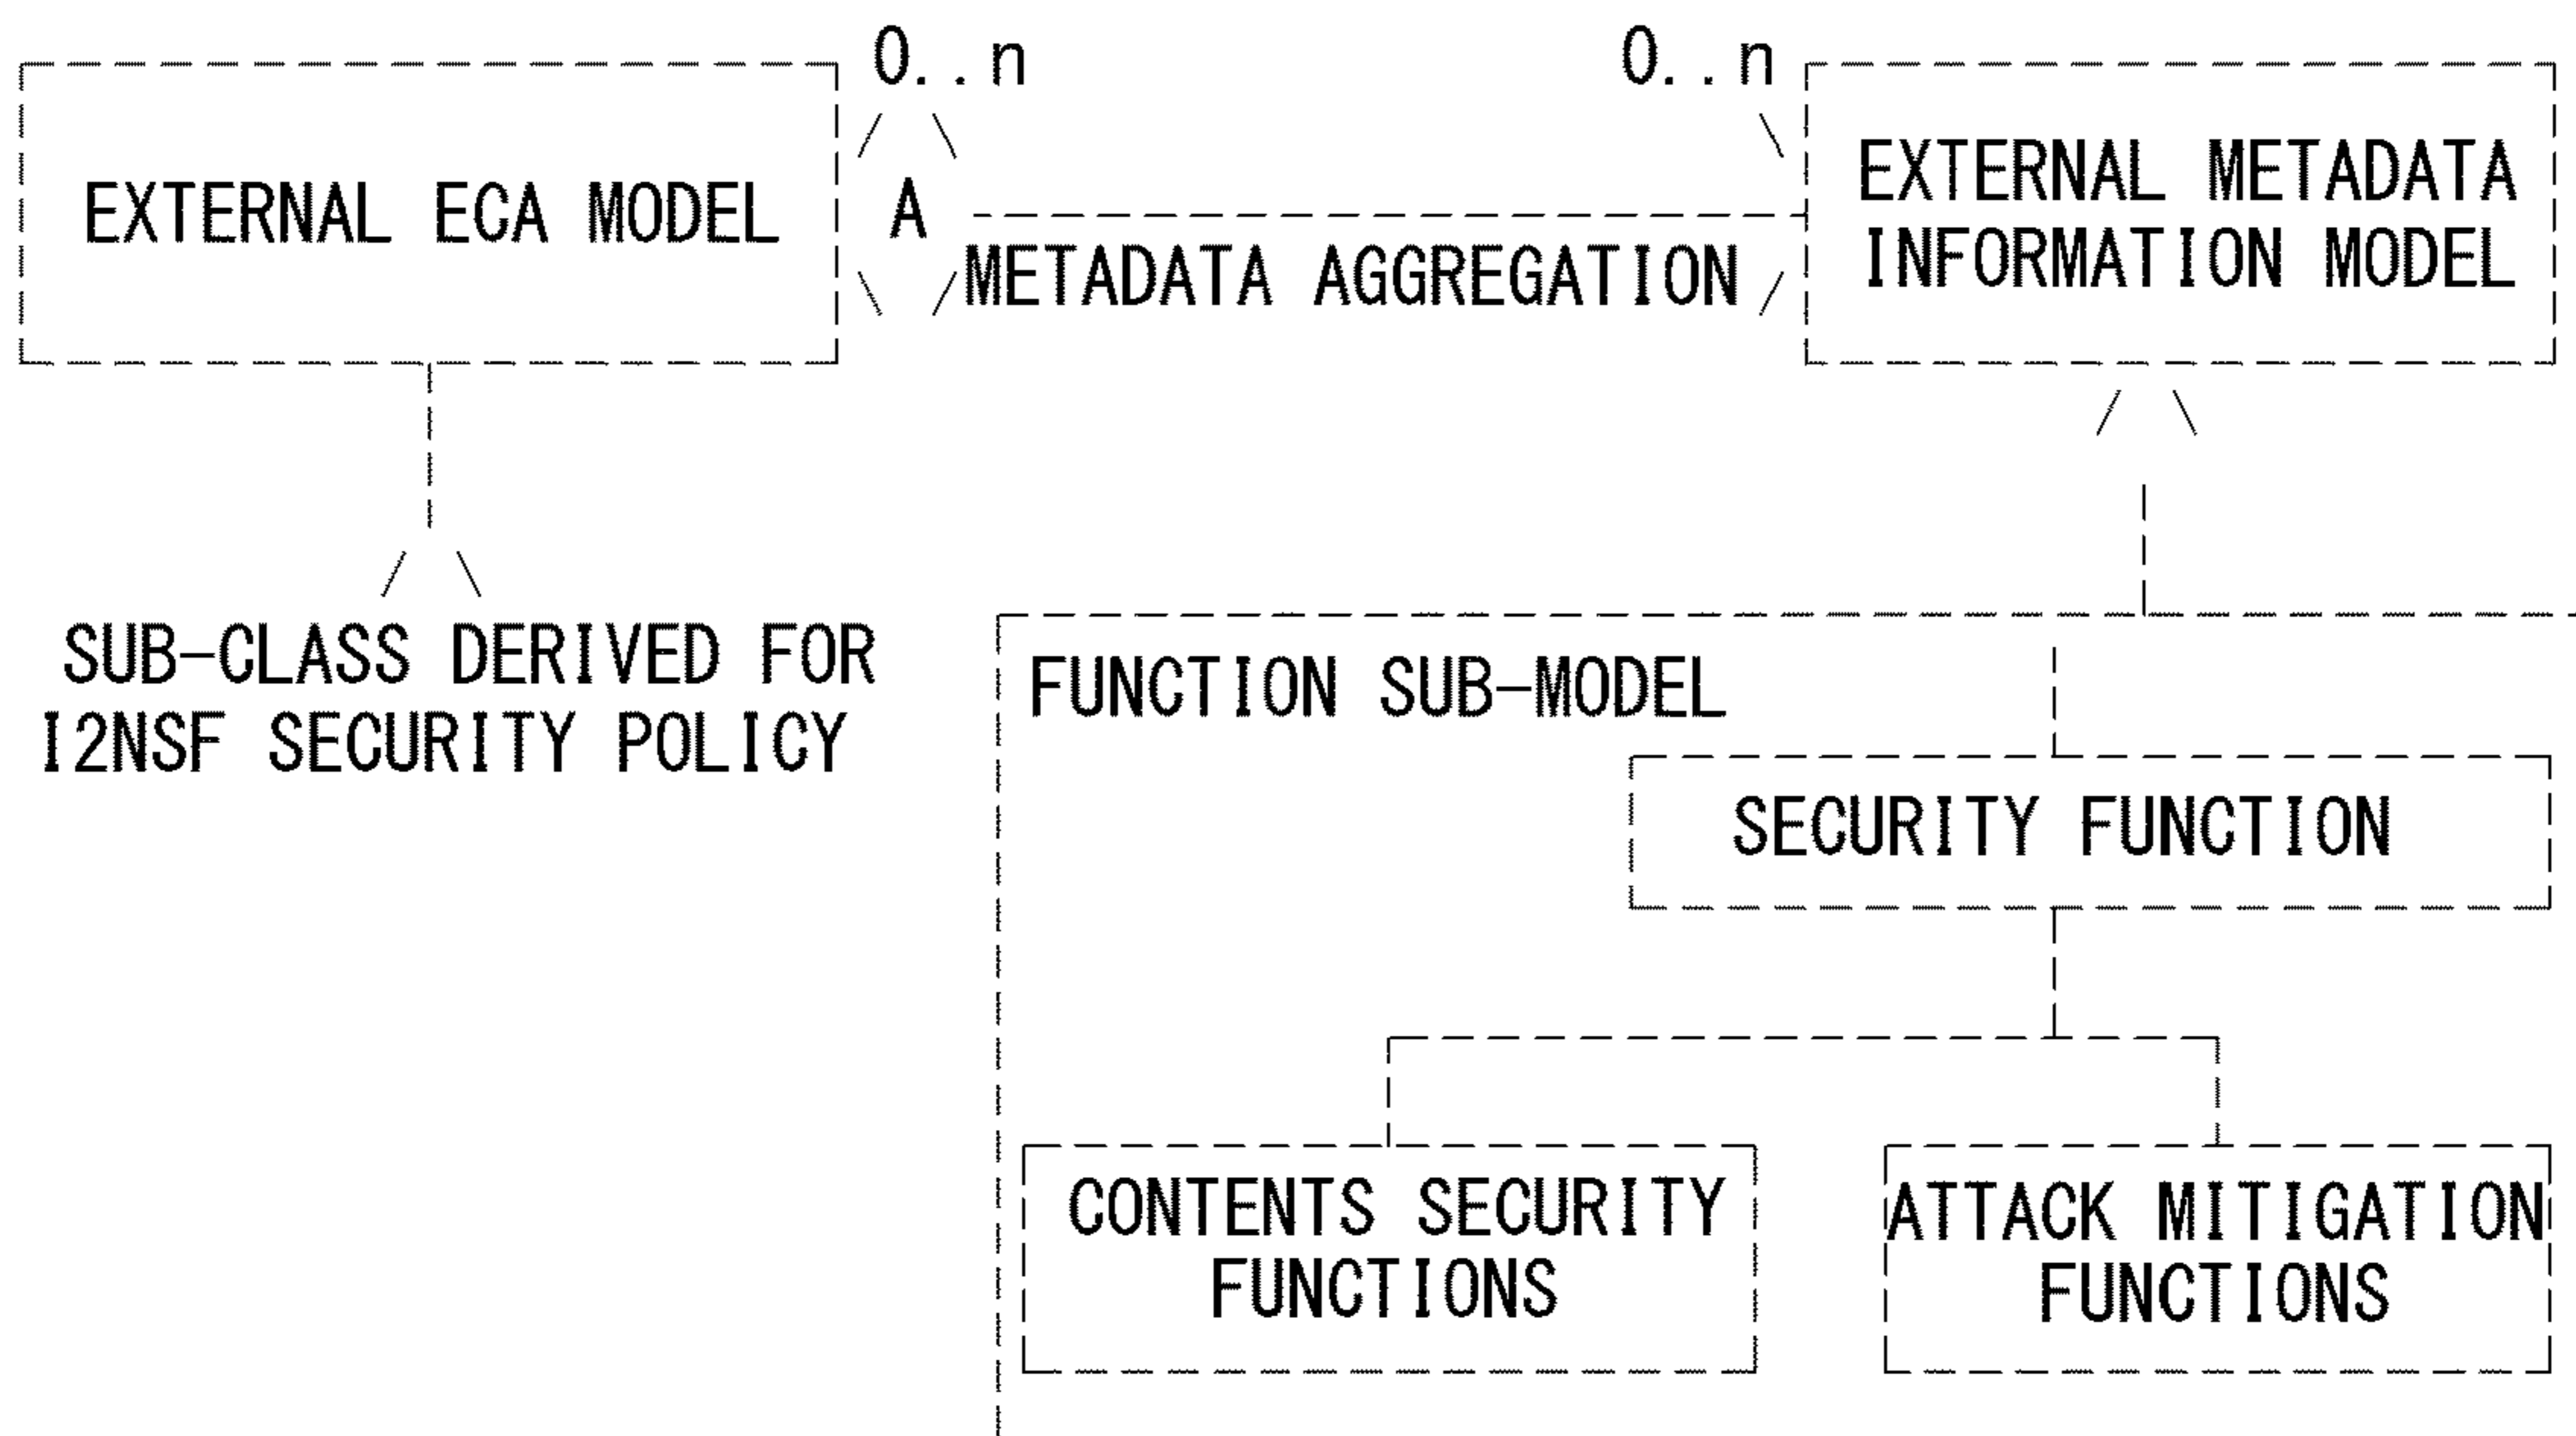 0..n
0..n
EXTERNAL ECA MODEL
A
METADATA AGGREGATION
EXTERNAL METADATA
INFORMATION MODEL
SUB-CLASS DERIVED FOR
I2NSF SECURITY POLICY
FUNCTION SUB-MODEL
SECURITY FUNCTION
CONTENTS SECURITY
FUNCTIONS
ATTACK MITIGATION
FUNCTIONS